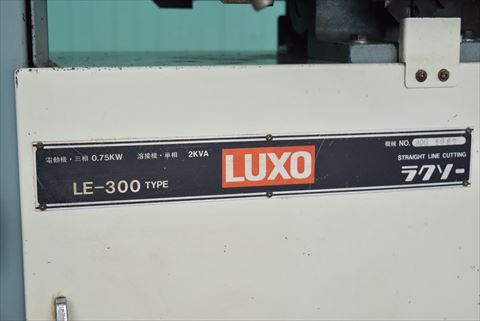 電動機・三相 0.75KW 溶接機・単相 2KVA
LE-300 TYPE
LUXO
機械 NO.
STRAIGHT LINE CUTTING
ラクソー